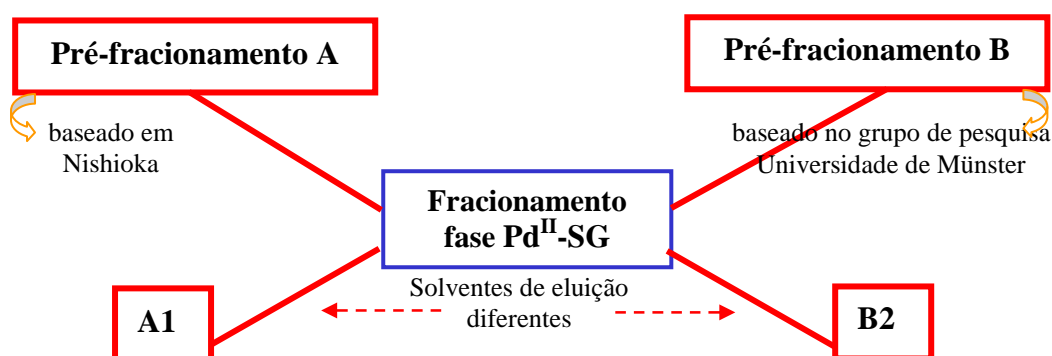 Pré-fracionamento A
Pré-fracionamento B
baseado em
Nishioka
baseado no grupo de pesquisa
Universidade de Münster
Fracionamento
fase Pd^II-SG
Solventes de eluição
diferentes
A1
B2